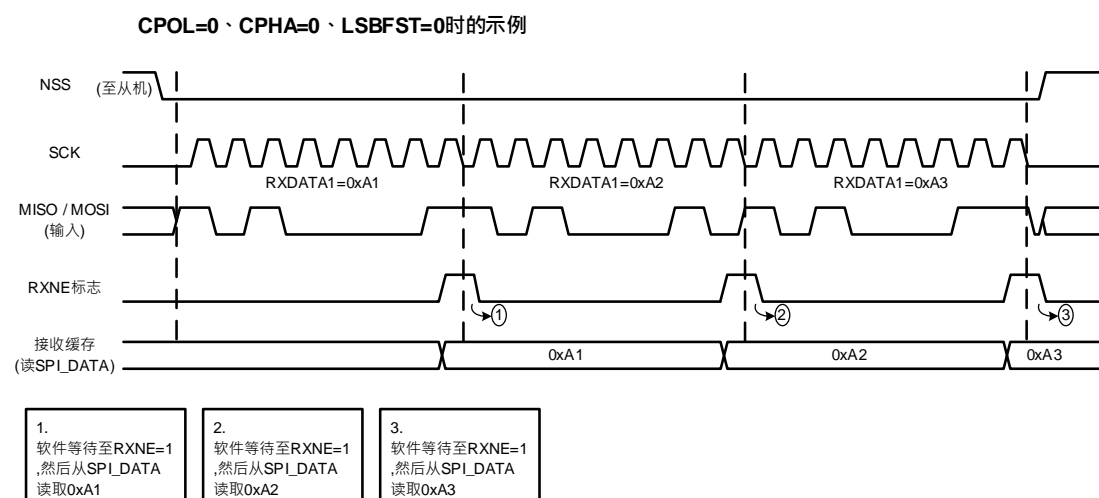 CPOL=0、CPHA=0、LSBFST=0时的示例
NSS (至从机)
SCK
RXDATA1=0xA1
RXDATA1=0xA2
RXDATA1=0xA3
MISO / MOSI
(输入)
RXNE标志
1
2
3
接收缓存
(读SPI_DATA)
0xA1
0xA2
0xA3
1.
软件等待至RXNE=1
,然后从SPI_DATA
读取0xA1
2.
软件等待至RXNE=1
,然后从SPI_DATA
读取0xA2
3.
软件等待至RXNE=1
,然后从SPI_DATA
读取0xA3